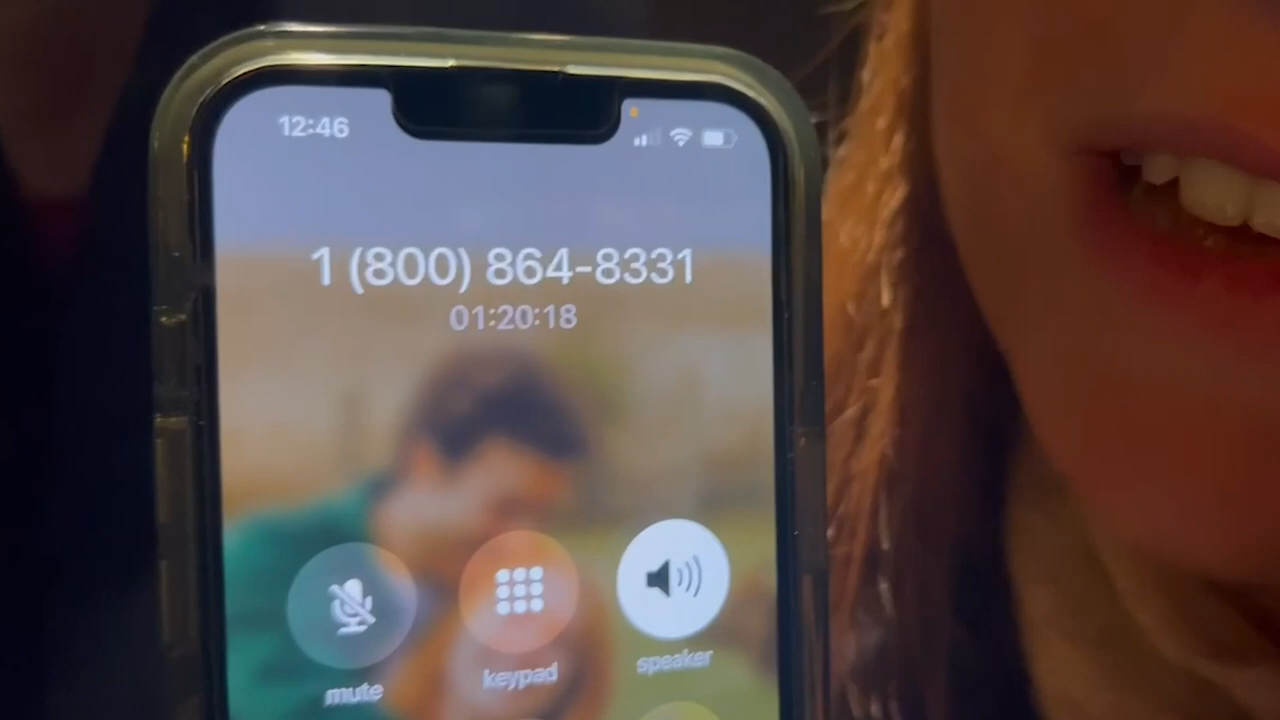 12:46
1 (800) 864-8331
01:20:18
mute
keypad
speaker